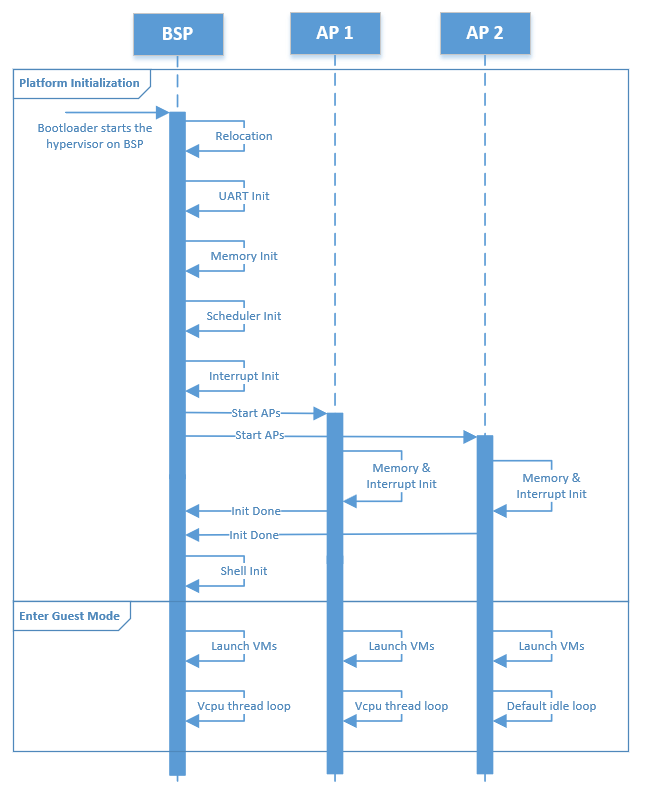 BSP
AP 1
AP 2
Platform Initialization
Bootloader starts the
hypervisor on BSP
Relocation
UART Init
Memory Init
Scheduler Init
Interrupt Init
Start APs
Start APs
Memory &
Interrupt Init
Memory &
Interrupt Init
Init Done
Init Done
Shell Init
Enter Guest Mode
Launch VMs
Launch VMs
Launch VMs
Vcpu thread loop
Vcpu thread loop
Default idle loop